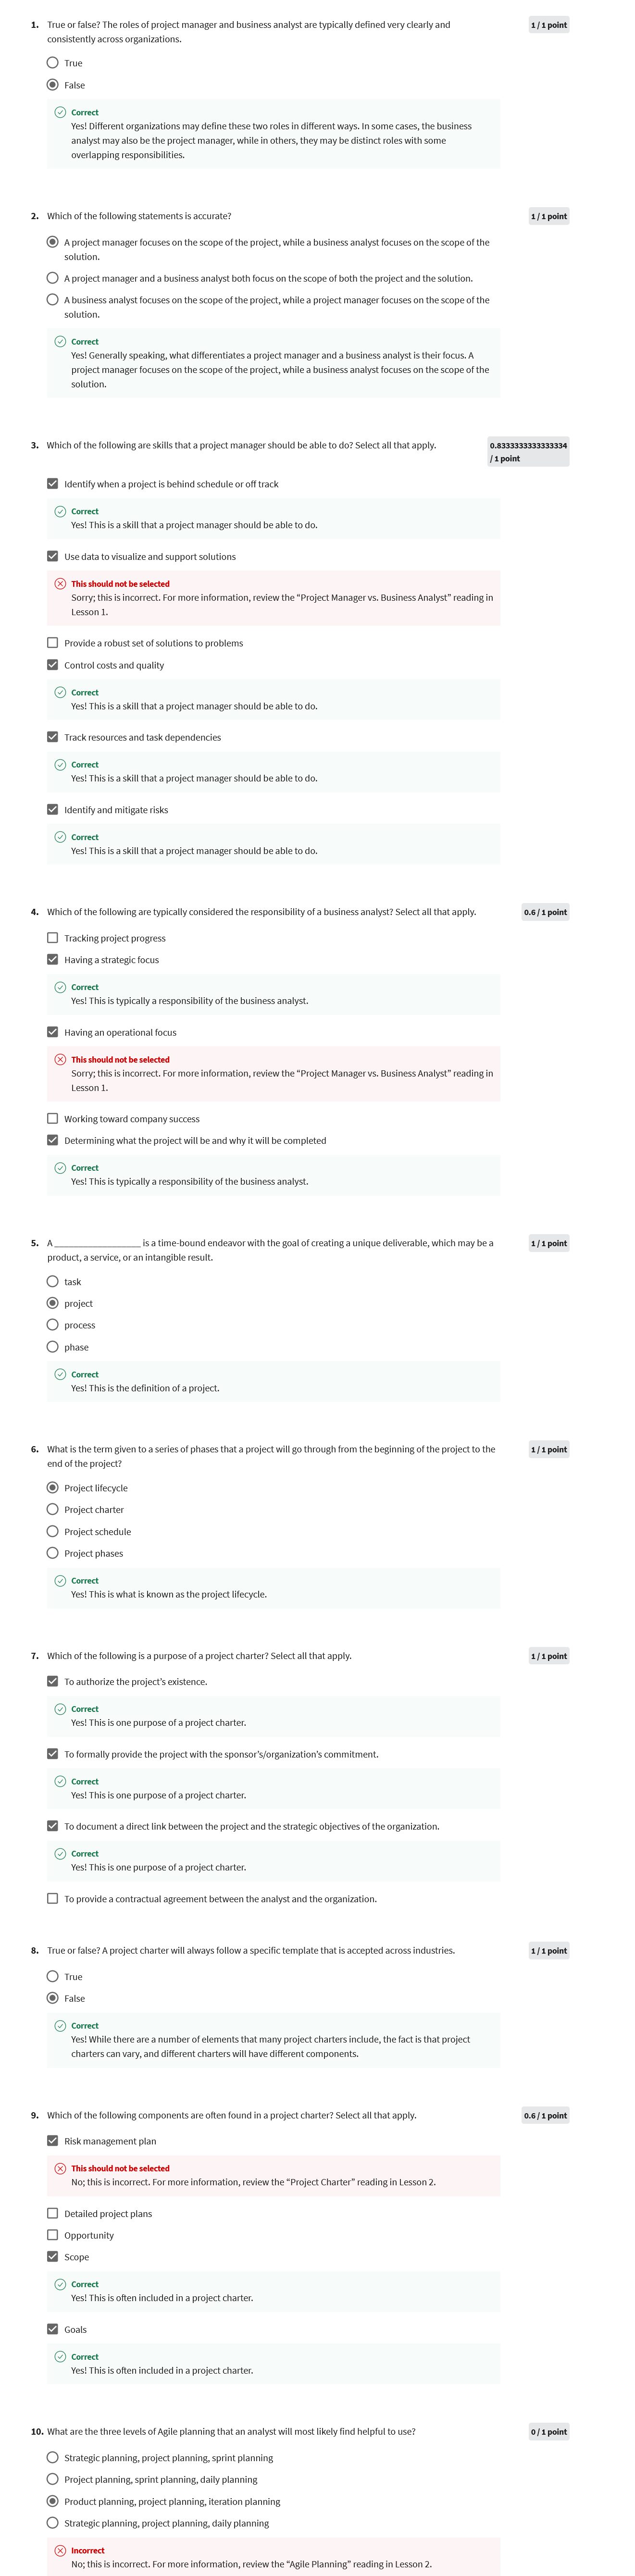 1. True or false? The roles of project manager and business analyst are typically defined very clearly and
consistently across organizations.
1 / 1 point
True
False
Correct
Yes! Different organizations may define these two roles in different ways. In some cases, the business
analyst may also be the project manager, while in others, they may be distinct roles with some
overlapping responsibilities.
2. Which of the following statements is accurate?
1 / 1 point
A project manager focuses on the scope of the project, while a business analyst focuses on the scope of the
solution.
A project manager and a business analyst both focus on the scope of both the project and the solution.
A business analyst focuses on the scope of the project, while a project manager focuses on the scope of the
solution.
Correct
Yes! Generally speaking, what differentiates a project manager and a business analyst is their focus. A
project manager focuses on the scope of the project, while a business analyst focuses on the scope of the
solution.
3. Which of the following are skills that a project manager should be able to do? Select all that apply.
0.8333333333333334
/ 1 point
Identify when a project is behind schedule or off track
Correct
Yes! This is a skill that a project manager should be able to do.
Use data to visualize and support solutions
This should not be selected
Sorry; this is incorrect. For more information, review the “Project Manager vs. Business Analyst” reading in
Lesson 1.
Provide a robust set of solutions to problems
Control costs and quality
Correct
Yes! This is a skill that a project manager should be able to do.
Track resources and task dependencies
Correct
Yes! This is a skill that a project manager should be able to do.
Identify and mitigate risks
Correct
Yes! This is a skill that a project manager should be able to do.
4. Which of the following are typically considered the responsibility of a business analyst? Select all that apply.
0.6 / 1 point
Tracking project progress
Having a strategic focus
Correct
Yes! This is typically a responsibility of the business analyst.
Having an operational focus
This should not be selected
Sorry; this is incorrect. For more information, review the “Project Manager vs. Business Analyst” reading in
Lesson 1.
Working toward company success
Determining what the project will be and why it will be completed
Correct
Yes! This is typically a responsibility of the business analyst.
5. A __________________ is a time-bound endeavor with the goal of creating a unique deliverable, which may be a
product, a service, or an intangible result.
1 / 1 point
task
project
process
phase
Correct
Yes! This is the definition of a project.
6. What is the term given to a series of phases that a project will go through from the beginning of the project to the
end of the project?
1 / 1 point
Project lifecycle
Project charter
Project schedule
Project phases
Correct
Yes! This is what is known as the project lifecycle.
7. Which of the following is a purpose of a project charter? Select all that apply.
1 / 1 point
To authorize the project’s existence.
Correct
Yes! This is one purpose of a project charter.
To formally provide the project with the sponsor’s/organization’s commitment.
Correct
Yes! This is one purpose of a project charter.
To document a direct link between the project and the strategic objectives of the organization.
Correct
Yes! This is one purpose of a project charter.
To provide a contractual agreement between the analyst and the organization.
8. True or false? A project charter will always follow a specific template that is accepted across industries.
1 / 1 point
True
False
Correct
Yes! While there are a number of elements that many project charters include, the fact is that project
charters can vary, and different charters will have different components.
9. Which of the following components are often found in a project charter? Select all that apply.
0.6 / 1 point
Risk management plan
This should not be selected
No; this is incorrect. For more information, review the “Project Charter” reading in Lesson 2.
Detailed project plans
Opportunity
Scope
Correct
Yes! This is often included in a project charter.
Goals
Correct
Yes! This is often included in a project charter.
10. What are the three levels of Agile planning that an analyst will most likely find helpful to use?
0 / 1 point
Strategic planning, project planning, sprint planning
Project planning, sprint planning, daily planning
Product planning, project planning, iteration planning
Strategic planning, project planning, daily planning
Incorrect
No; this is incorrect. For more information, review the “Agile Planning” reading in Lesson 2.